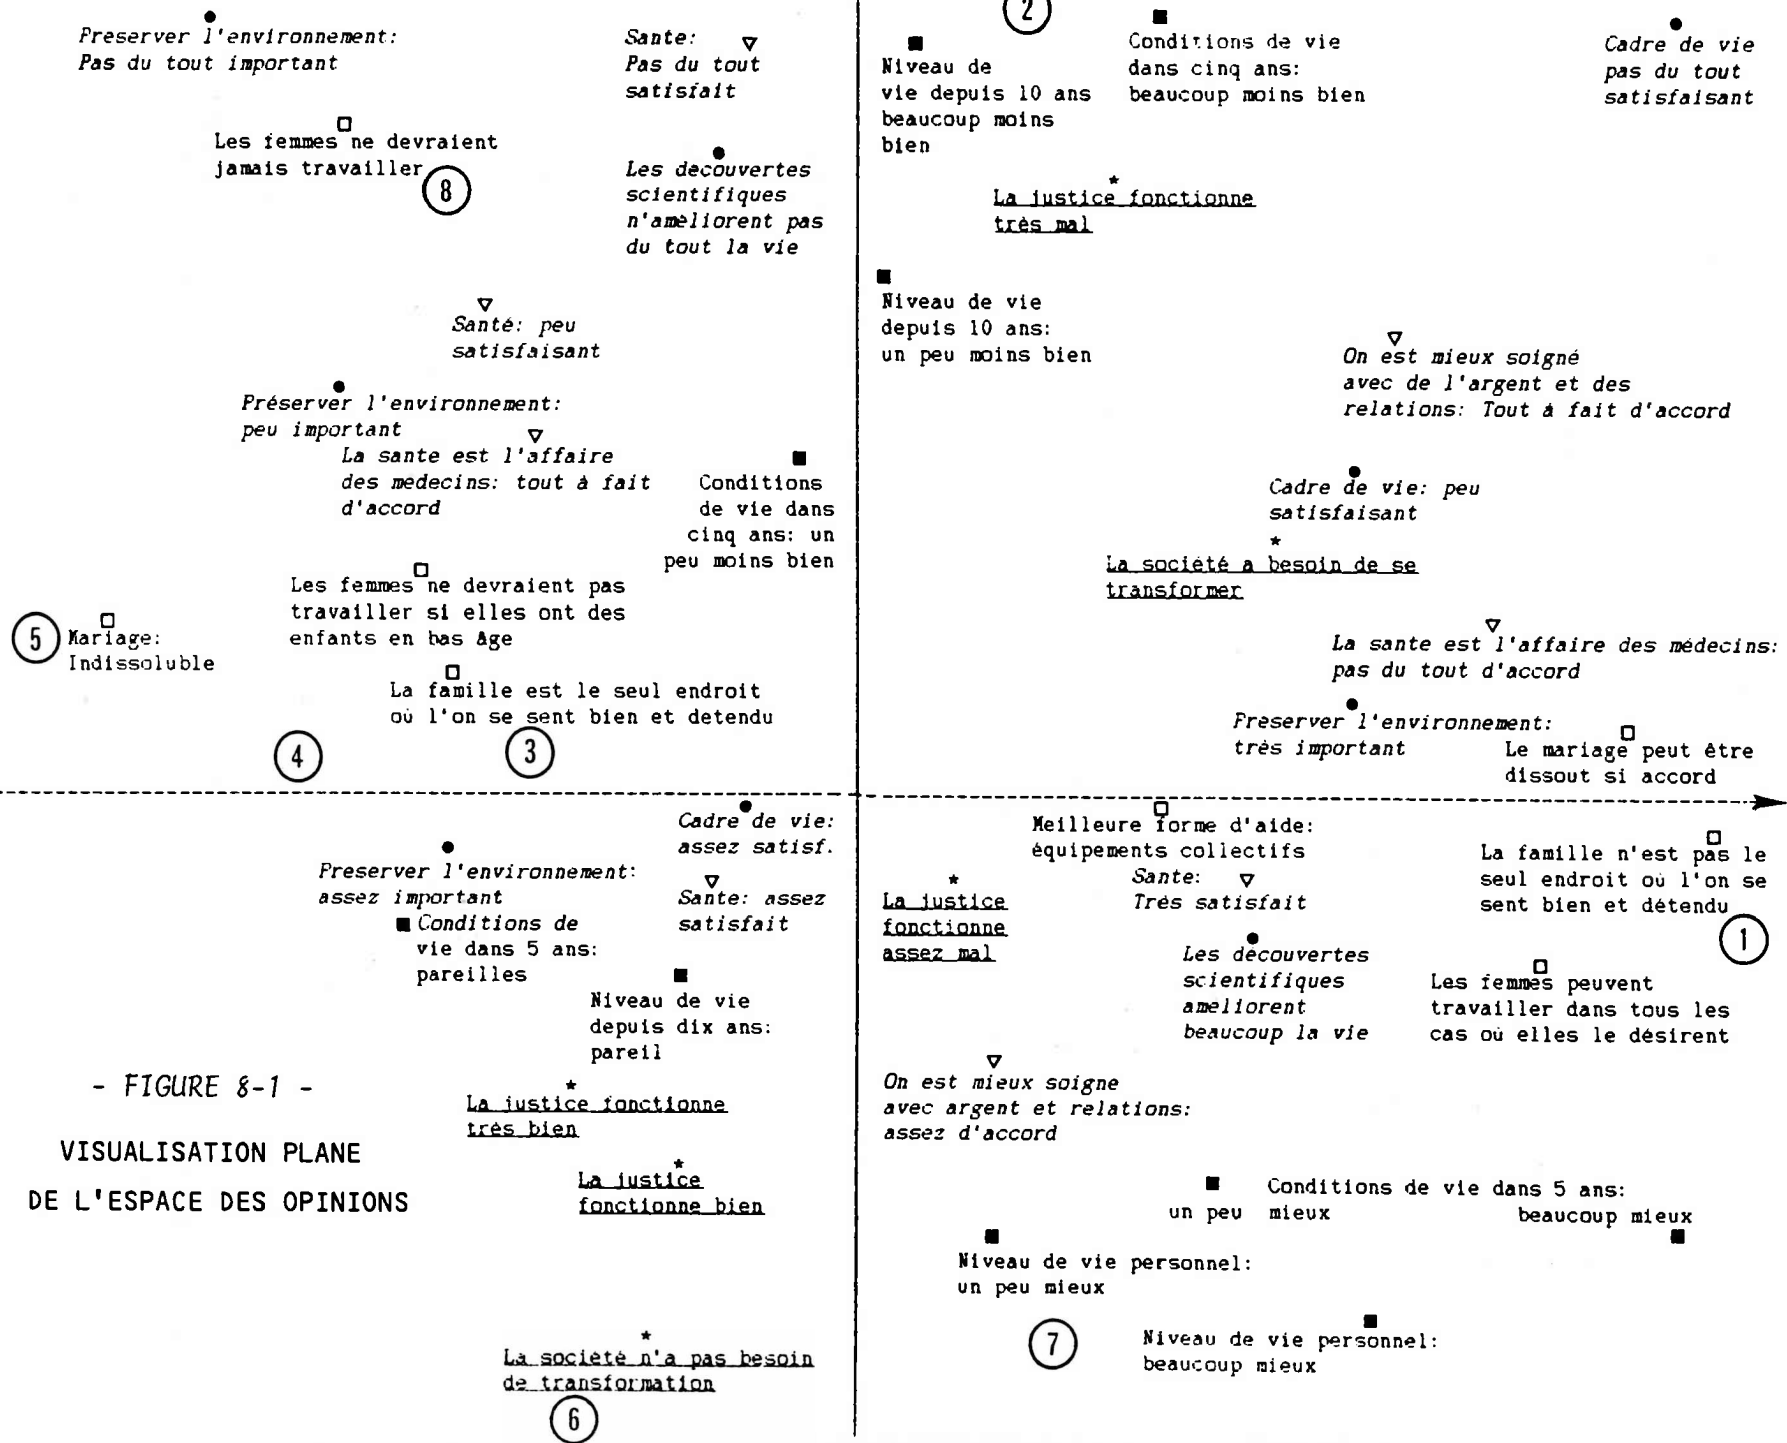 Preserver l'environnement:
Pas du tout important
Sante:
Pas du tout
satisfait
Les femmes ne devraient
jamais travailler
8
Les decouvertes
scientifiques
n'amèliorent pas
du tout la vie
Santé: peu
satisfaisant
Préserver l'environnement:
peu important
La sante est l'affaire
des medecins: tout à fait
d'accord
Conditions
de vie dans
cinq ans: un
peu moins bien
Les femmes ne devraient pas
travailler si elles ont des
enfants en bas Age
5
Mariage:
Indissoluble
La famille est le seul endroit
où l'on se sent bien et detendu
4
3
2
Niveau de
vie depuis 10 ans
beaucoup moins
bien
Conditions de vie
dans cinq ans:
beaucoup moins bien
Cadre de vie
pas du tout
satisfaisant
La justice fonctionne
très mal
Niveau de vie
depuis 10 ans:
un peu moins bien
On est mieux soigné
avec de l'argent et des
relations: Tout à fait d'accord
Cadre de vie: peu
satisfaisant
La société a besoin de se
transformer
La sante est l'affaire des médecins:
pas du tout d'accord
Preserver l'environnement:
très important
Le mariage peut être
dissout si accord
Cadre de vie:
assez satisf.
Preserver l'environnement:
assez important
Sante: assez
satisfait
Conditions de
vie dans 5 ans:
pareilles
Niveau de vie
depuis dix ans:
pareil
- FIGURE 8-1 -
VISUALISATION PLANE
DE L'ESPACE DES OPINIONS
La justice fonctionne
très bien
La justice
fonctionne bien
La société n'a pas besoin
de transformation
6
Meilleure forme d'aide:
équipements collectifs
La famille n'est pas le
seul endroit où l'on se
sent bien et détendu
1
La justice
fonctionne
assez mal
Sante:
Très satisfait
Les découvertes
scientifiques
ameliorent
beaucoup la vie
Les femmes peuvent
travailler dans tous les
cas où elles le désirent
On est mieux soigne
avec argent et relations:
assez d'accord
Conditions de vie dans 5 ans:
un peu mieux beaucoup mieux
Niveau de vie personnel:
un peu mieux
7
Niveau de vie personnel:
beaucoup mieux